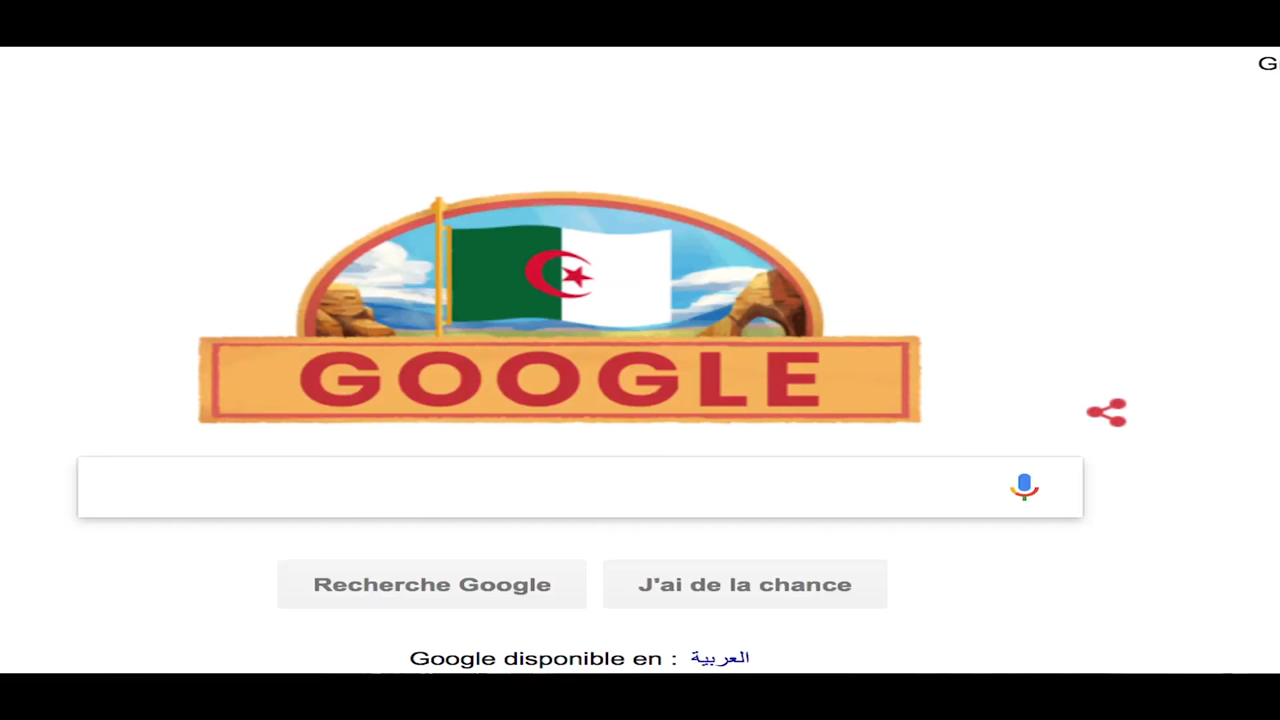 GOOGLE
Recherche Google
J'ai de la chance
Google disponible en : العربية